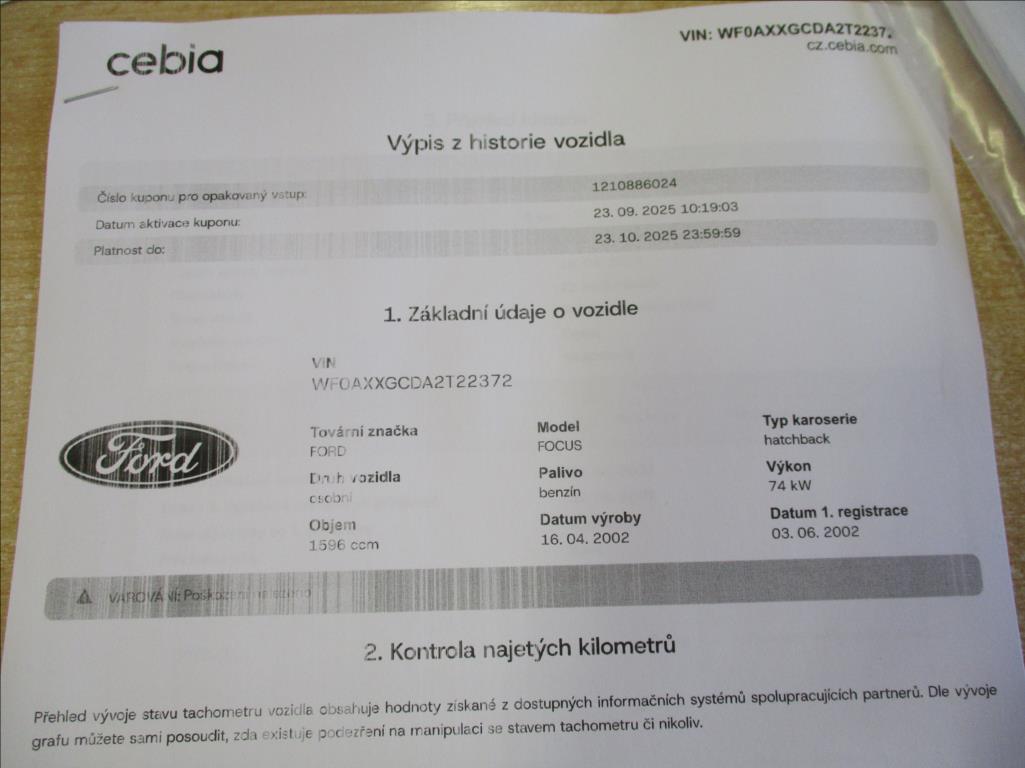 cebia
VIN: WF0AXXGCDA2T2237
cz.cebia.com
Výpis z historie vozidla
Číslo kuponu pro opakovaný vstup: 1210886024
Datum aktivace kuponu: 23. 09. 2025 10:19:03
Platnost do: 23. 10. 2025 23:59:59
1. Základní údaje o vozidle
VIN
WF0AXXGCDA2T22372
Ford
Tovární značka Model Typ karoserie
FORD FOCUS hatchback
Druh vozidla Palivo Výkon
osobní benzín 74 kW
Objem Datum výroby Datum 1. registrace
1596 ccm 16. 04. 2002 03. 06. 2002
VAROVÁNÍ: Poškození nalezeno
2. Kontrola najetých kilometrů
Přehled vývoje stavu tachometru vozidla obsahuje hodnoty získané z dostupných informačních systémů spolupracujících partnerů. Dle vývoje
grafu můžete sami posoudit, zda existuje podezření na manipulaci se stavem tachometru či nikoliv.